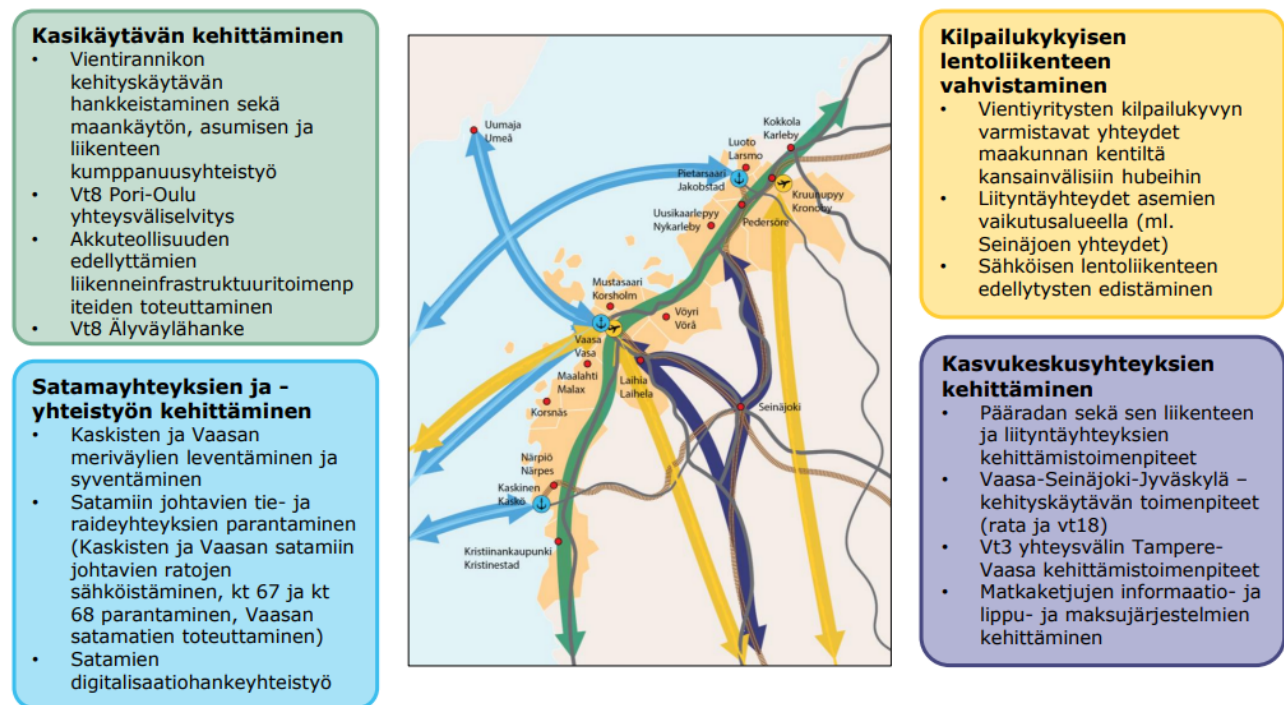 Kasikäytävän kehittäminen
• Vientirannikon
kehityskäytävän
hankkeistaminen sekä
maankäytön, asumisen ja
liikenteen
kumppanuusyhteistyö
• Vt8 Pori-Oulu
yhteysväliselvitys
• Akkuteollisuuden
edellyttämien
liikenneinfrastruktuuritoimenp
iteiden toteuttaminen
• Vt8 Älyväylähanke
Satamayhteyksien ja -
yhteistyön kehittäminen
• Kaskisten ja Vaasan
meriväylien leventäminen ja
syventäminen
• Satamiin johtavien tie- ja
raideyhteyksien parantaminen
(Kaskisten ja Vaasan satamiin
johtavien ratojen
sähköistäminen, kt 67 ja kt
68 parantaminen, Vaasan
satamatien toteuttaminen)
• Satamien
digitalisaatiohankeyhteistyö
Uumaja
Umeå
Kokkola
Karleby
Luoto
Larsmo
Pietarsaari
Jakobstad
Kruunupyy
Kronoby
Uusikaarlepyy
Nykarleby
Pedersöre
Mustasaari
Korsholm
Vöyri
Vörå
Vaasa
Vasa
Maalahti
Malax
Laihia
Laihela
Korsnäs
Seinäjoki
Närpiö
Närpes
Kaskinen
Kaskö
Kristiinankaupunki
Kristinestad
Kilpailukykyisen
lentoliikenteen
vahvistaminen
• Vientiyritysten kilpailukyvyn
varmistavat yhteydet
maakunnan kentiltä
kansainvälisiin hubeihin
• Liityntäyhteydet asemien
vaikutusalueella (ml.
Seinäjoen yhteydet)
• Sähköisen lentoliikenteen
edellytysten edistäminen
Kasvukeskusyhteyksien
kehittäminen
• Pääradan sekä sen liikenteen
ja liityntäyhteyksien
kehittämistoimenpiteet
• Vaasa-Seinäjoki-Jyväskylä –
kehityskäytävän toimenpiteet
(rata ja vt18)
• Vt3 yhteysvälin Tampere-
Vaasa kehittämistoimenpiteet
• Matkaketjujen informaatio- ja
lippu- ja maksujärjestelmien
kehittäminen